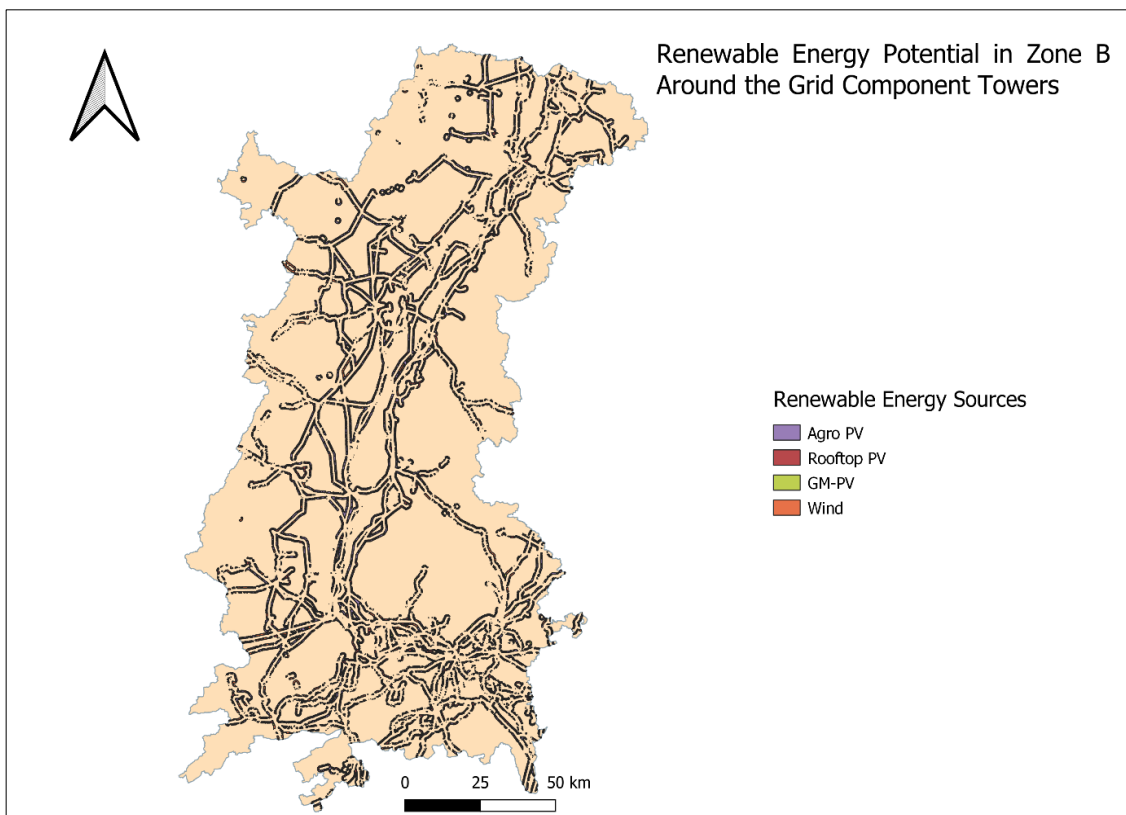 Renewable Energy Potential in Zone B
Around the Grid Component Towers
Renewable Energy Sources
Agro PV
Rooftop PV
GM-PV
Wind
0 25 50 km